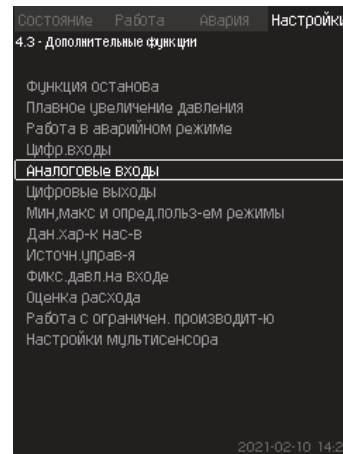 Состояние Работа Авария Настройки
4.3 - Дополнительные функции
Функция останова
Плавное увеличение давления
Работа в аварийном режиме
Цифр.входы
Аналоговые входы
Цифровые выходы
Мин,макс и опред.польз-ем режимы
Дан.хар-к нас-в
Источн.управ-я
Фикс.давл.на входе
Оценка расхода
Работа с ограничен. производит-ю
Настройки мультисенсора
2021-02-10 14:2